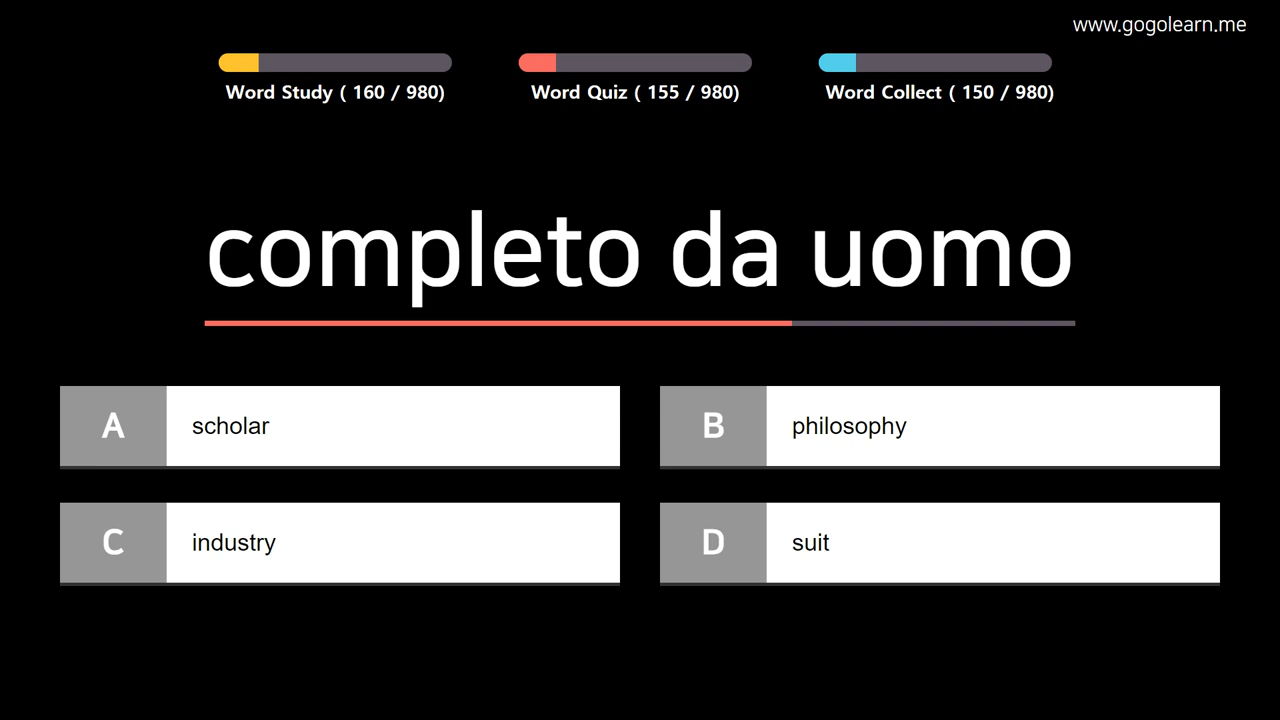 www.gogolearn.me
Word Study ( 160 / 980)
Word Quiz ( 155 / 980)
Word Collect ( 150 / 980)
completo da uomo
A scholar
B philosophy
C industry
D suit